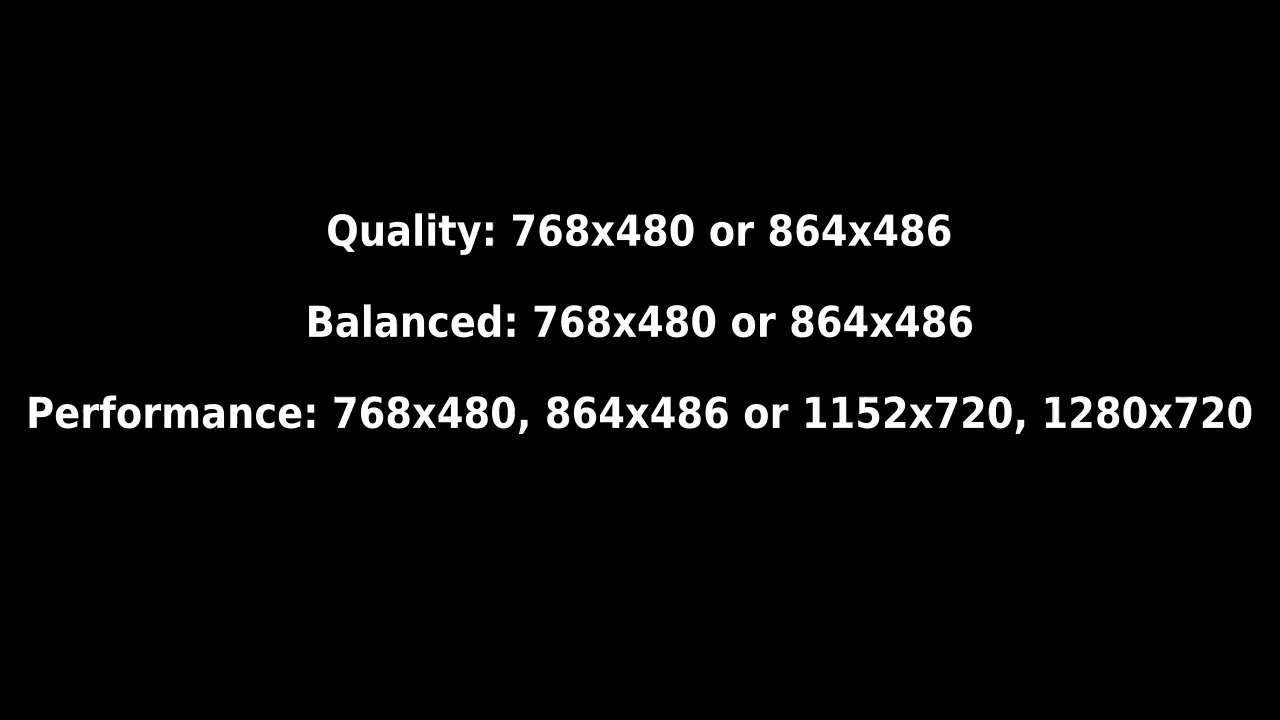 Quality: 768x480 or 864x486
Balanced: 768x480 or 864x486
Performance: 768x480, 864x486 or 1152x720, 1280x720